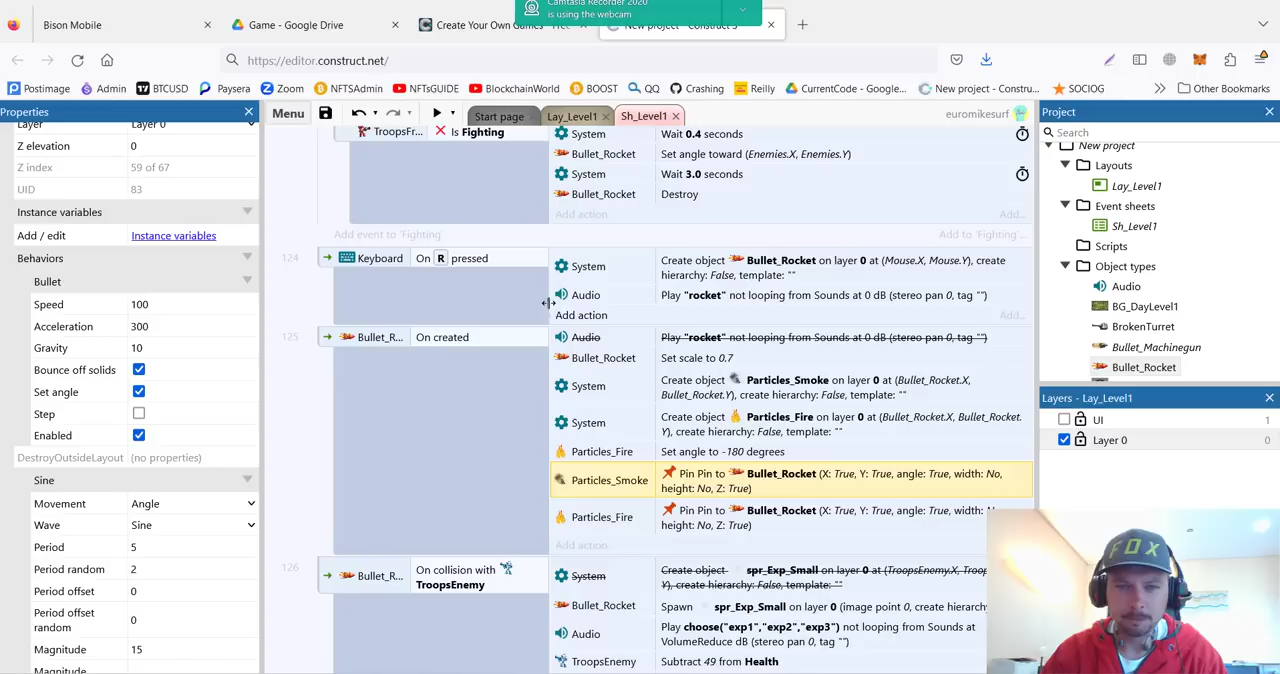 Camtasia Recorder 2020
is using the webcam
Bison Mobile
Game - Google Drive
https://editor.construct.net/
Postimage
Admin
BTCUSD
Paysera
Zoom
NFTSAdmin
NFTsGUIDE
BlockchainWorld
BOOST
QQ
Crashing
Reilly
CurrentCode - Google...
New project - Constru...
SOCIOG
Other Bookmarks
Properties
Menu
Start page
Lay_Level1
Sh_Level1
euromikesurf
Project
Search
Layer
Layer 0
Z elevation
0
Z index
59 of 67
UID
83
Instance variables
Add / edit
Instance variables
Behaviors
Bullet
Speed
100
Acceleration
300
Gravity
10
Bounce off solids
Set angle
Step
Enabled
DestroyOutsideLayout
(no properties)
Sine
Movement
Angle
Wave
Sine
Period
5
Period random
2
Period offset
0
Period offset
random
0
Magnitude
15
TroopsFr...
Is Fighting
System
Wait 0.4 seconds
Bullet_Rocket
Set angle toward (Enemies.X, Enemies.Y)
System
Wait 3.0 seconds
Bullet_Rocket
Destroy
Add action
Add...
Add event to 'Fighting'
Add to 'Fighting'...
124
Keyboard
On R pressed
System
Create object Bullet_Rocket on layer 0 at (Mouse.X, Mouse.Y), create
hierarchy: False, template: ""
Audio
Play "rocket" not looping from Sounds at 0 dB (stereo pan 0, tag "")
Add action
Add...
125
Bullet_R...
On created
Audio
Play "rocket" not looping from Sounds at 0 dB (stereo pan 0, tag "")
Bullet_Rocket
Set scale to 0.7
System
Create object Particles_Smoke on layer 0 at (Bullet_Rocket.X,
Bullet_Rocket.Y), create hierarchy: False, template: ""
System
Create object Particles_Fire on layer 0 at (Bullet_Rocket.X, Bullet_Rocket.
Y), create hierarchy: False, template: ""
Particles_Fire
Set angle to -180 degrees
Particles_Smoke
Pin Pin to Bullet_Rocket (X: True, Y: True, angle: True, width: No,
height: No, Z: True)
Particles_Fire
Pin Pin to Bullet_Rocket (X: True, Y: True, angle: True, width: No,
height: No, Z: True)
Add action
126
Bullet_R...
On collision with
TroopsEnemy
System
Create object spr_Exp_Small on layer 0 at (TroopsEnemy.X, Troop
Y), create hierarchy: False, template: ""
Bullet_Rocket
Spawn spr_Exp_Small on layer 0 (image point 0, create hierarchy
Audio
Play choose("exp1","exp2","exp3") not looping from Sounds at
VolumeReduce dB (stereo pan 0, tag "")
TroopsEnemy
Subtract 49 from Health
New project
Layouts
Lay_Level1
Event sheets
Sh_Level1
Scripts
Object types
Audio
BG_DayLevel1
BrokenTurret
Bullet_Machinegun
Bullet_Rocket
Layers - Lay_Level1
UI
1
Layer 0
0
FOX